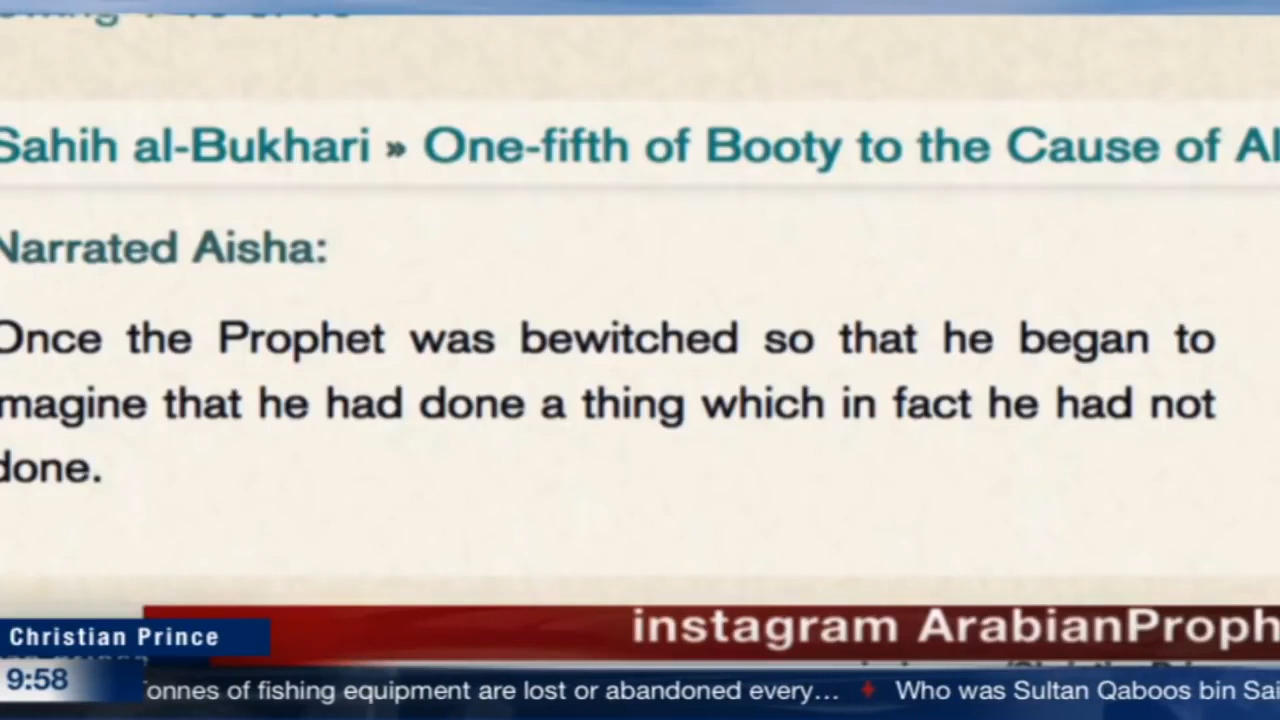 Sahih al-Bukhari » One-fifth of Booty to the Cause of Al
Narrated Aisha:
Once the Prophet was bewitched so that he began to
magine that he had done a thing which in fact he had not
done.
instagram ArabianProph
Christian Prince
9:58
onnes of fishing equipment are lost or abandoned every... Who was Sultan Qaboos bin Sai